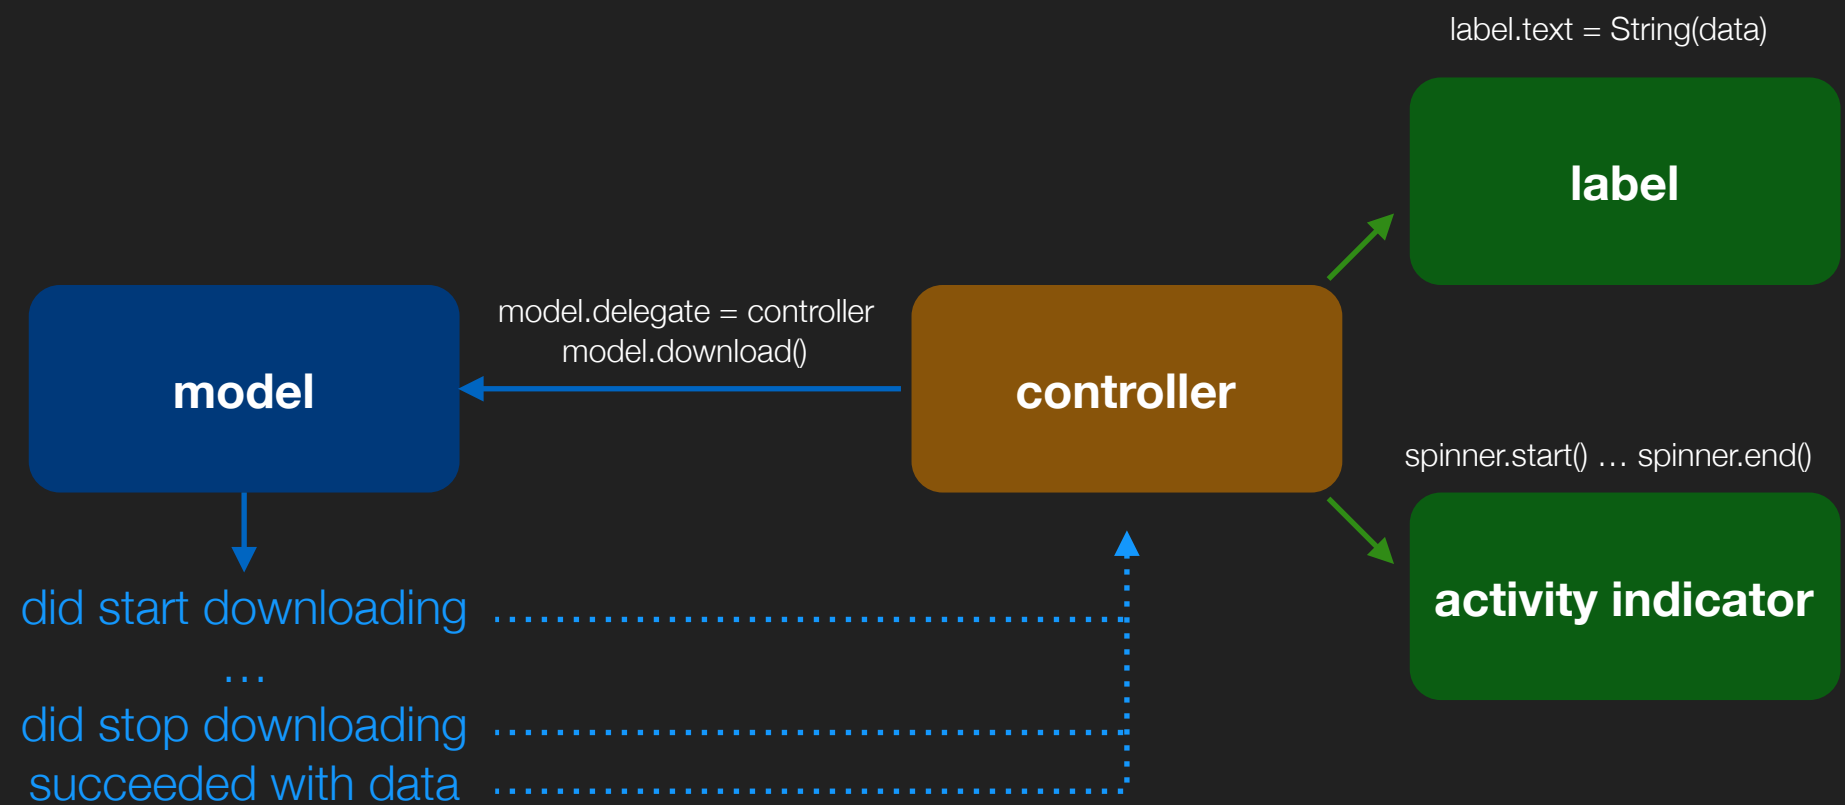 label.text = String(data)
label
model.delegate = controller
model.download()
model
controller
spinner.start() … spinner.end()
activity indicator
did start downloading
…
did stop downloading
succeeded with data